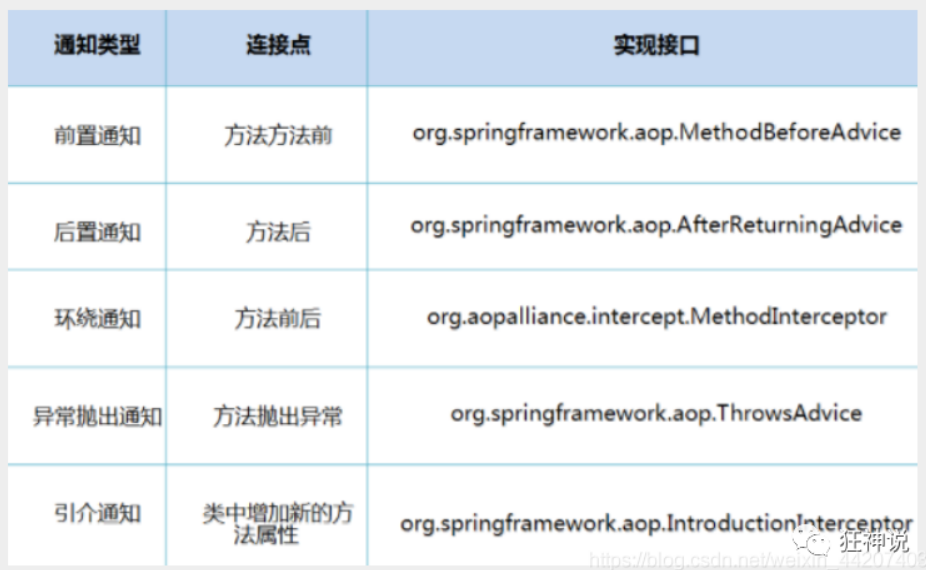 通知类型 连接点 实现接口
前置通知 方法方法前 org.springframework.aop.MethodBeforeAdvice
后置通知 方法后 org.springframework.aop.AfterReturningAdvice
环绕通知 方法前后 org.aopalliance.intercept.MethodInterceptor
异常抛出通知 方法抛出异常 org.springframework.aop.ThrowsAdvice
引介通知 类中增加新的方
法属性 org.springframework.aop.IntroductionInterceptor
狂神说
https://blog.csdn.net/weixin_44207403